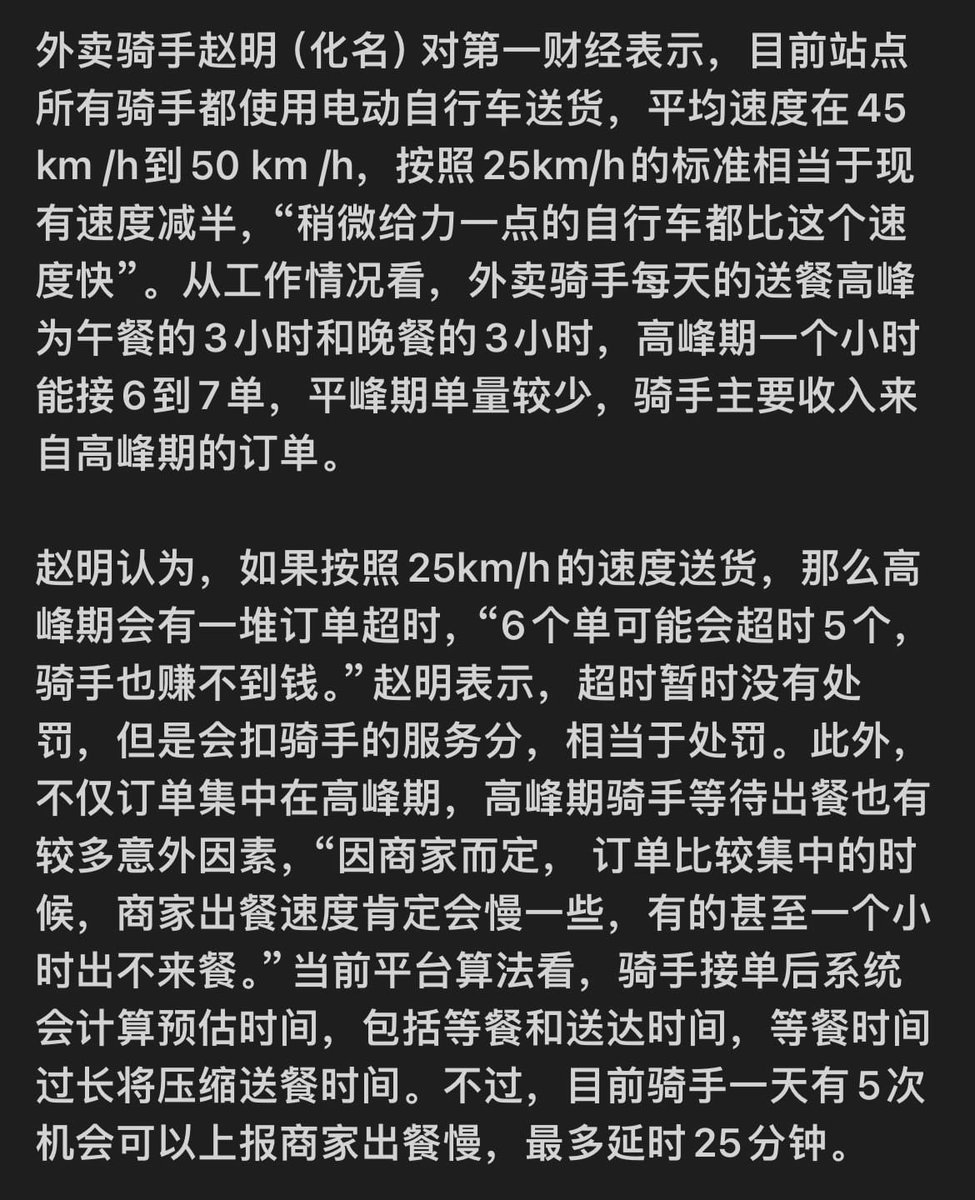 外卖骑手赵明（化名）对第一财经表示，目前站点
所有骑手都使用电动自行车送货，平均速度在45
km /h到50 km /h，按照25km/h的标准相当于现
有速度减半，“稍微给力一点的自行车都比这个速
度快”。从工作情况看，外卖骑手每天的送餐高峰
为午餐的3小时和晚餐的3小时，高峰期一个小时
能接6到7单，平峰期单量较少，骑手主要收入来
自高峰期的订单。
赵明认为，如果按照25km/h的速度送货，那么高
峰期会有一堆订单超时，“6个单可能会超时5个，
骑手也赚不到钱。”赵明表示，超时暂时没有处
罚，但是会扣骑手的服务分，相当于处罚。此外，
不仅订单集中在高峰期，高峰期骑手等待出餐也有
较多意外因素，“因商家而定， 订单比较集中的时
候，商家出餐速度肯定会慢一些，有的甚至一个小
时出不来餐。”当前平台算法看，骑手接单后系统
会计算预估时间，包括等餐和送达时间，等餐时间
过长将压缩送餐时间。不过，目前骑手一天有5次
机会可以上报商家出餐慢，最多延时25分钟。